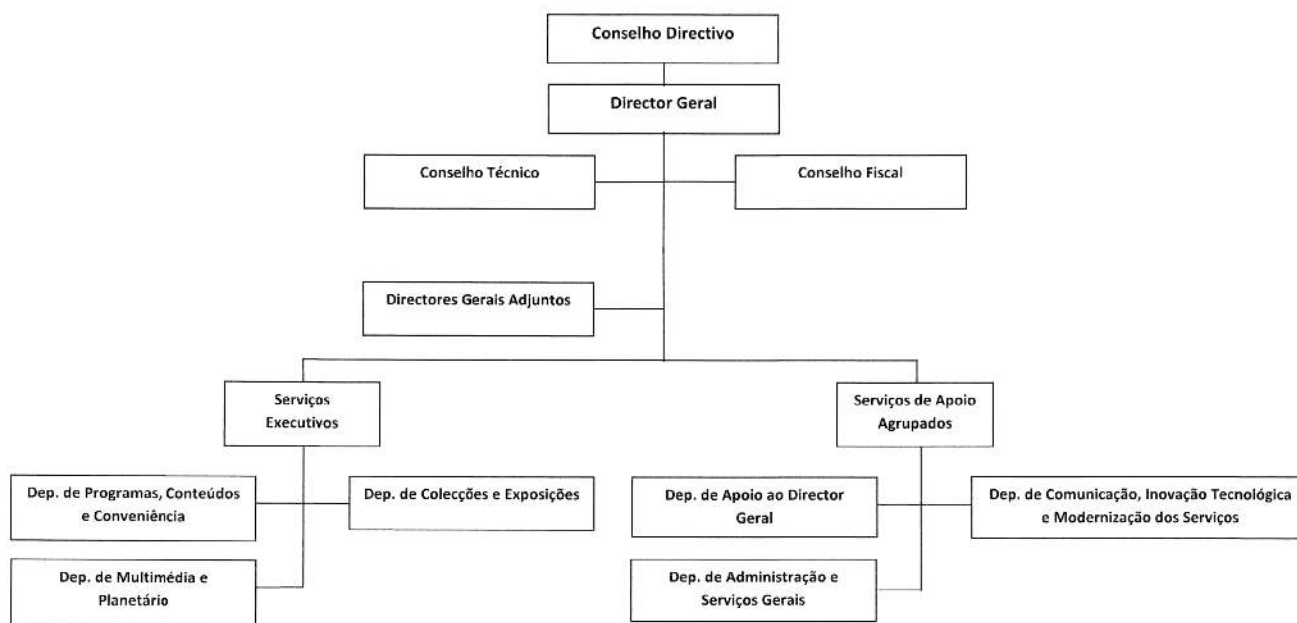 Conselho Directivo
Director Geral
Conselho Técnico
Conselho Fiscal
Directores Gerais Adjuntos
Serviços
Executivos
Serviços de Apoio
Agrupados
Dep. de Programas, Conteúdos
e Conveniência
Dep. de Colecções e Exposições
Dep. de Apoio ao Director
Geral
Dep. de Comunicação, Inovação Tecnológica
e Modernização dos Serviços
Dep. de Multimédia e
Planetário
Dep. de Administração e
Serviços Gerais